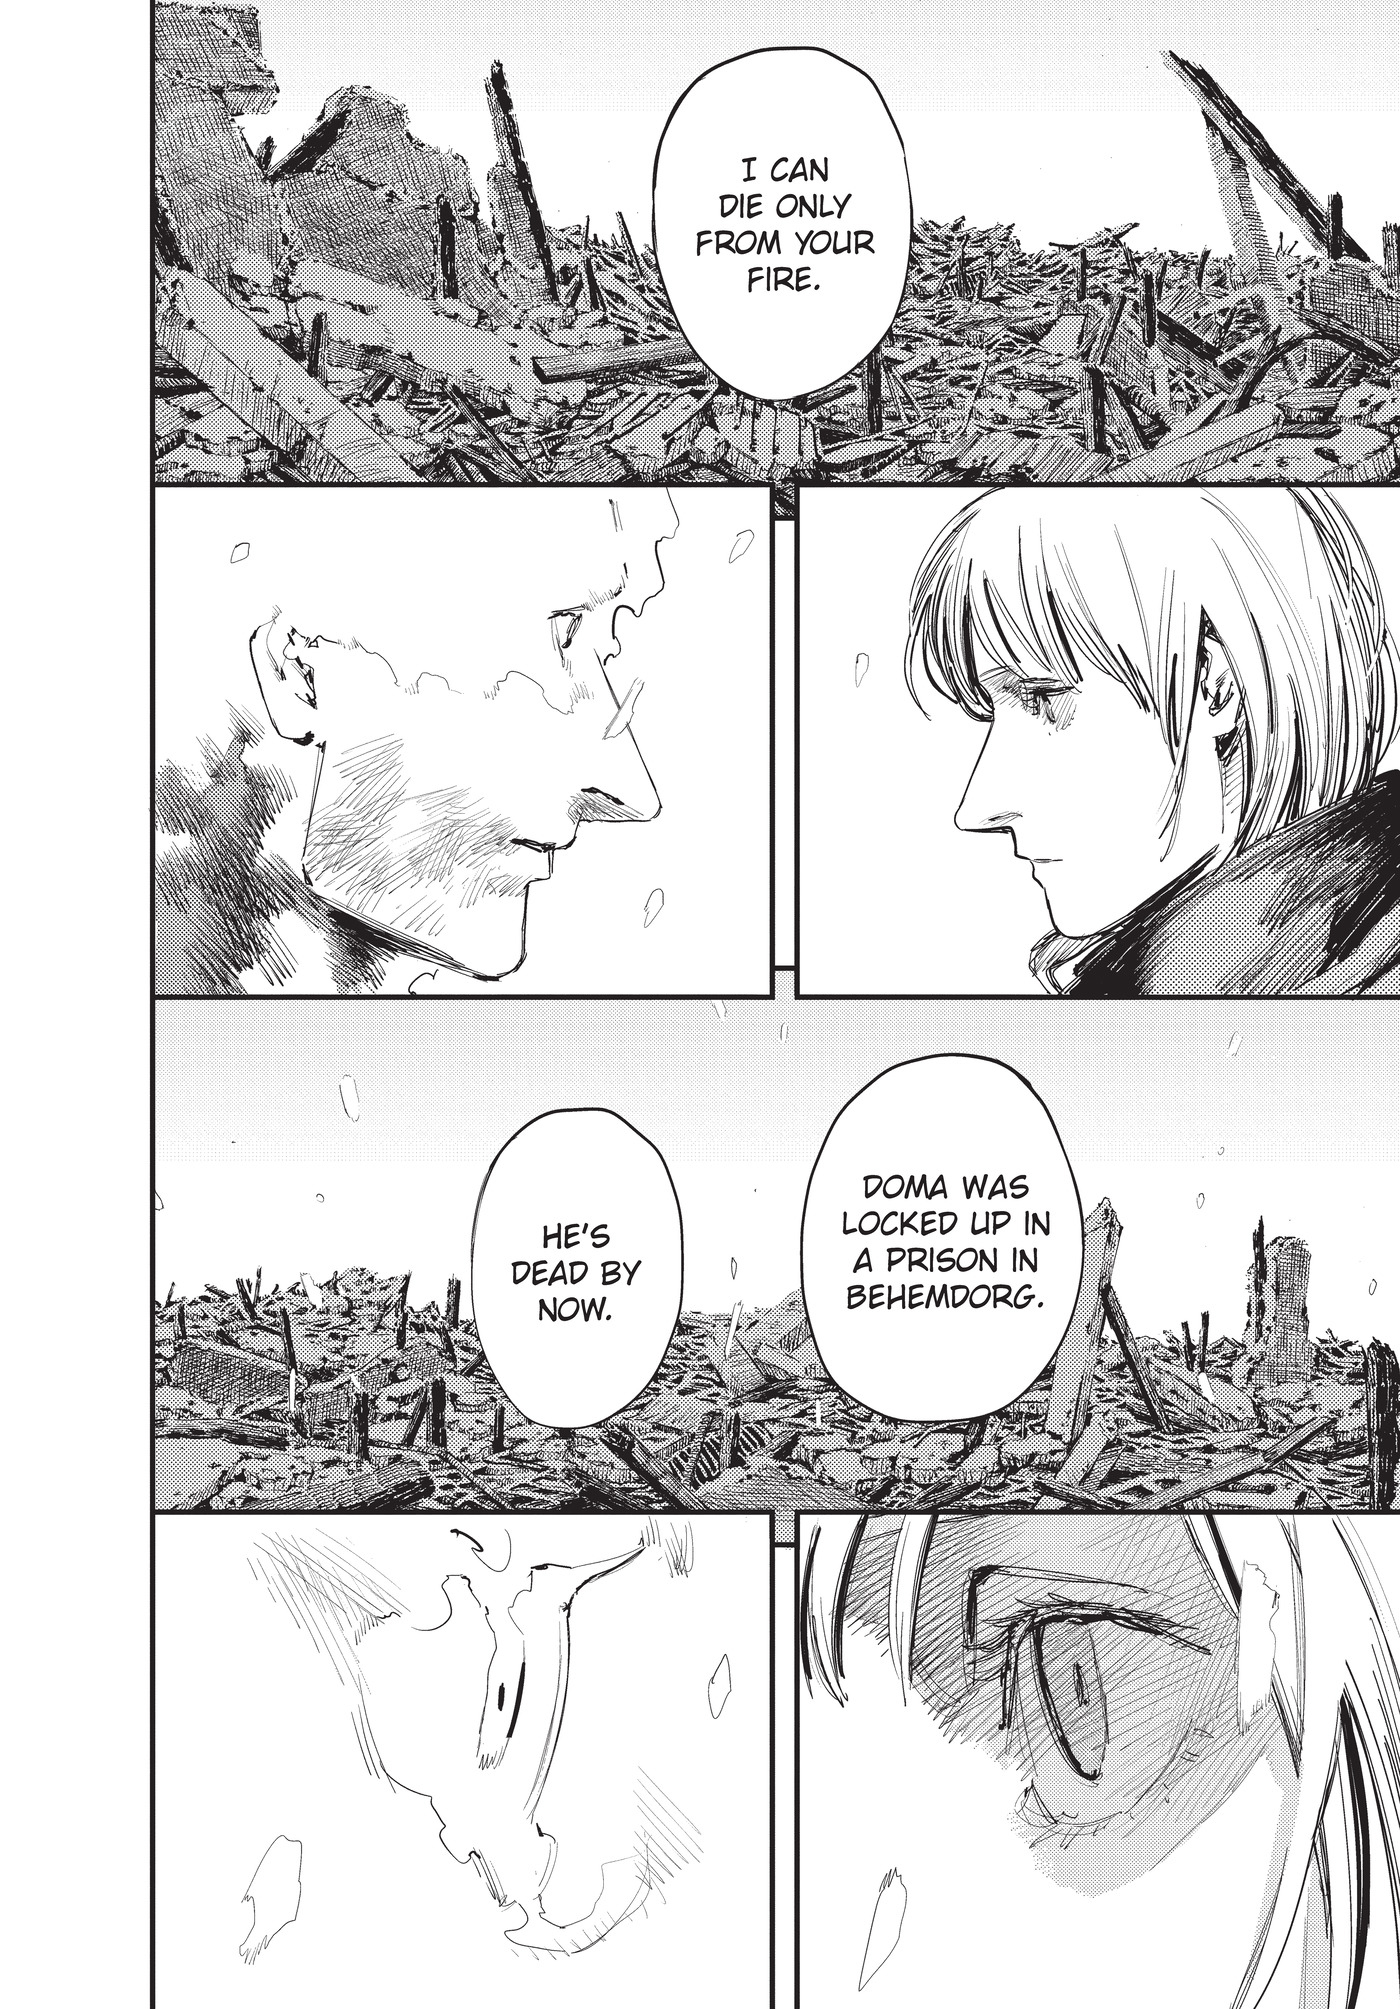 I CAN
DIE ONLY
FROM YOUR
FIRE.
DOMA WAS
LOCKED UP IN
A PRISON IN
BEHEMDORG.
HE'S
DEAD BY
NOW.